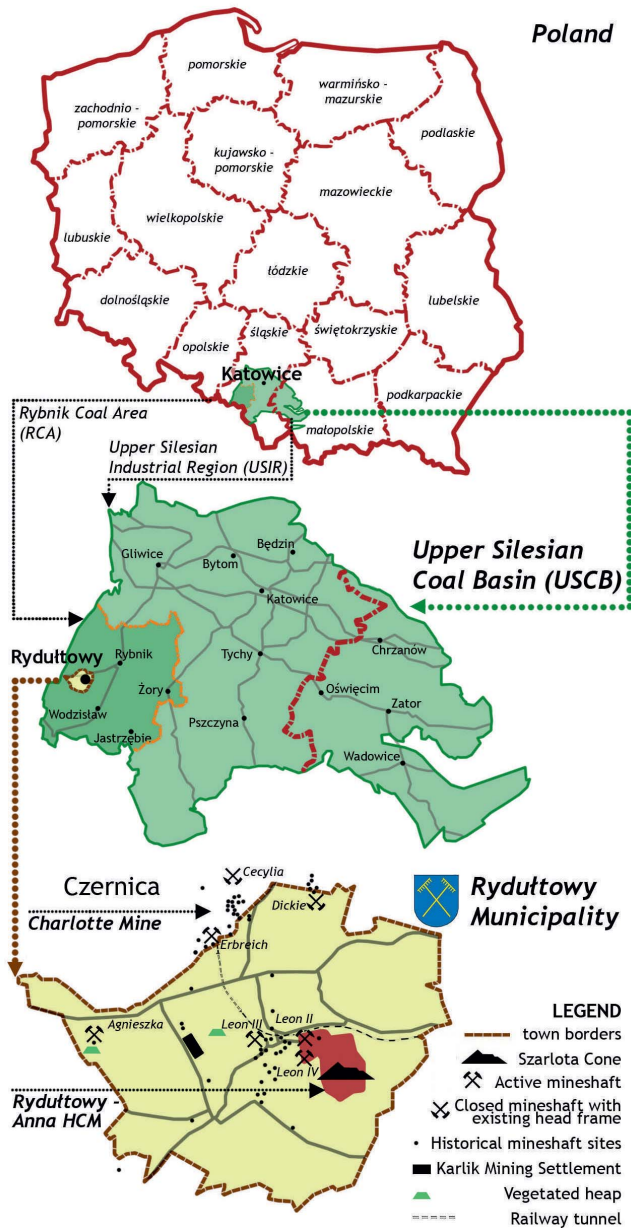 Poland
pomorskie
warmińsko -
mazurskie
zachodnio -
pomorskie
podlaskie
kujawsko -
pomorskie
mazowieckie
wielkopolskie
lubuskie
łódzkie
dolnośląskie
lubelskie
opolskie
śląskie
świętokrzyskie
Katowice
podkarpackie
małopolskie
Rybnik Coal Area
(RCA)
Upper Silesian
Industrial Region (USIR)
Upper Silesian
Coal Basin (USCB)
Gliwice
Bytom
Będzin
Katowice
Chrzanów
Rybnik
Tychy
Rydułtowy
Żory
Oświęcim
Wodzisław
Pszczyna
Zator
Jastrzębie
Wadowice
Czernica
Charlotte Mine
Cecylia
Dickie
Erbreich
Rydułtowy
Municipality
Agnieszka
Leon III
Leon II
Leon IV
Rydułtowy -
Anna HCM
LEGEND
town borders
Szarlota Cone
Active mineshaft
Closed mineshaft with
existing head frame
Historical mineshaft sites
Karlik Mining Settlement
Vegetated heap
Railway tunnel